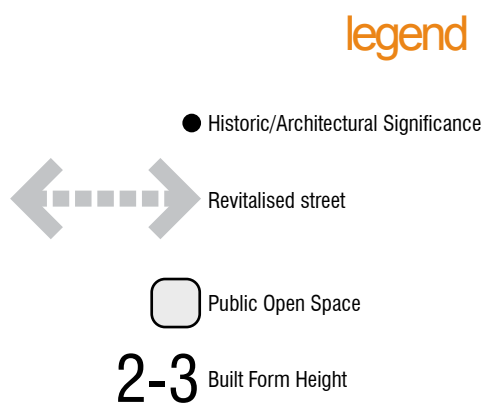 legend
Historic/Architectural Significance
Revitalised street
Public Open Space
2-3 Built Form Height